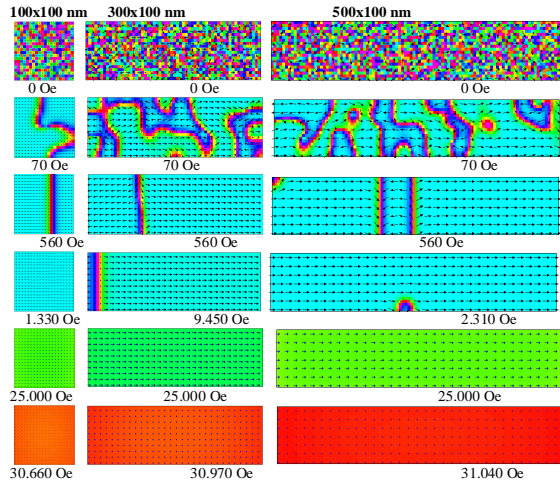 100x100 nm 300x100 nm 500x100 nm
0 Oe 0 Oe 0 Oe
70 Oe 70 Oe 70 Oe
560 Oe 560 Oe 560 Oe
1.330 Oe 9.450 Oe 2.310 Oe
25.000 Oe 25.000 Oe 25.000 Oe
30.660 Oe 30.970 Oe 31.040 Oe